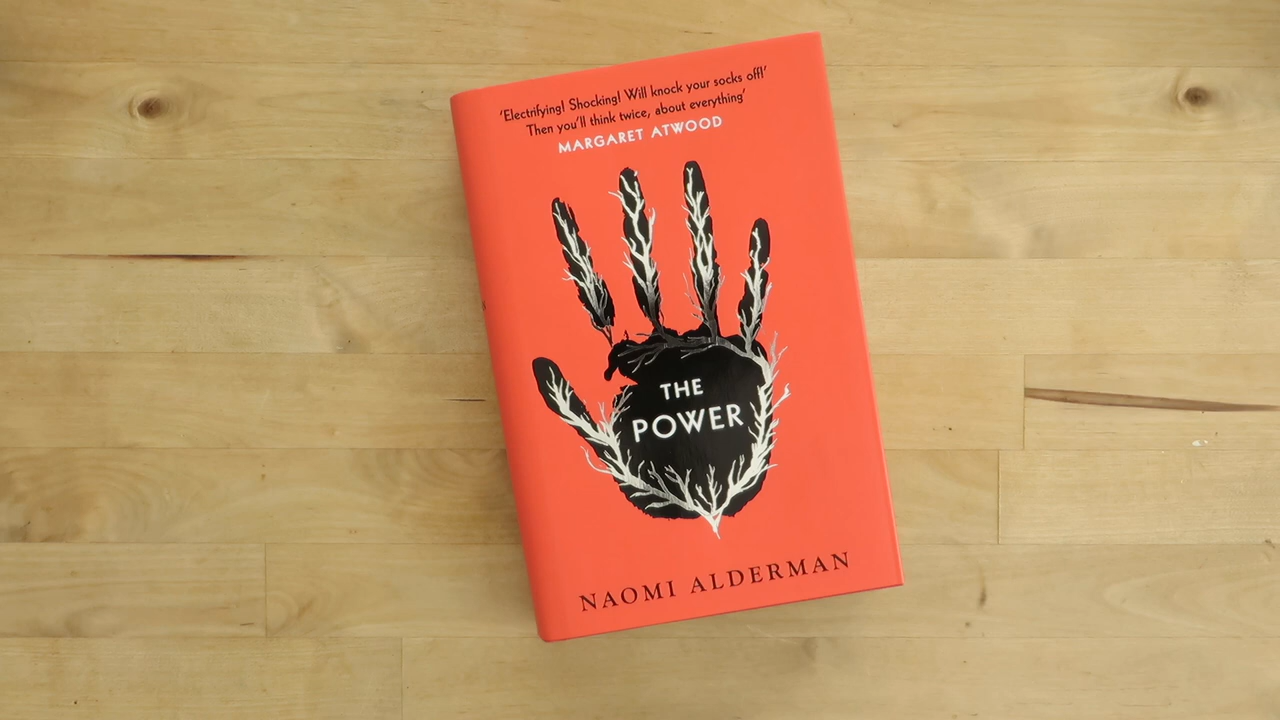 'Electrifying! Shocking! Will knock your socks off!'
Then you'll think twice, about everything'
MARGARET ATWOOD
THE
POWER
NAOMI ALDERMAN